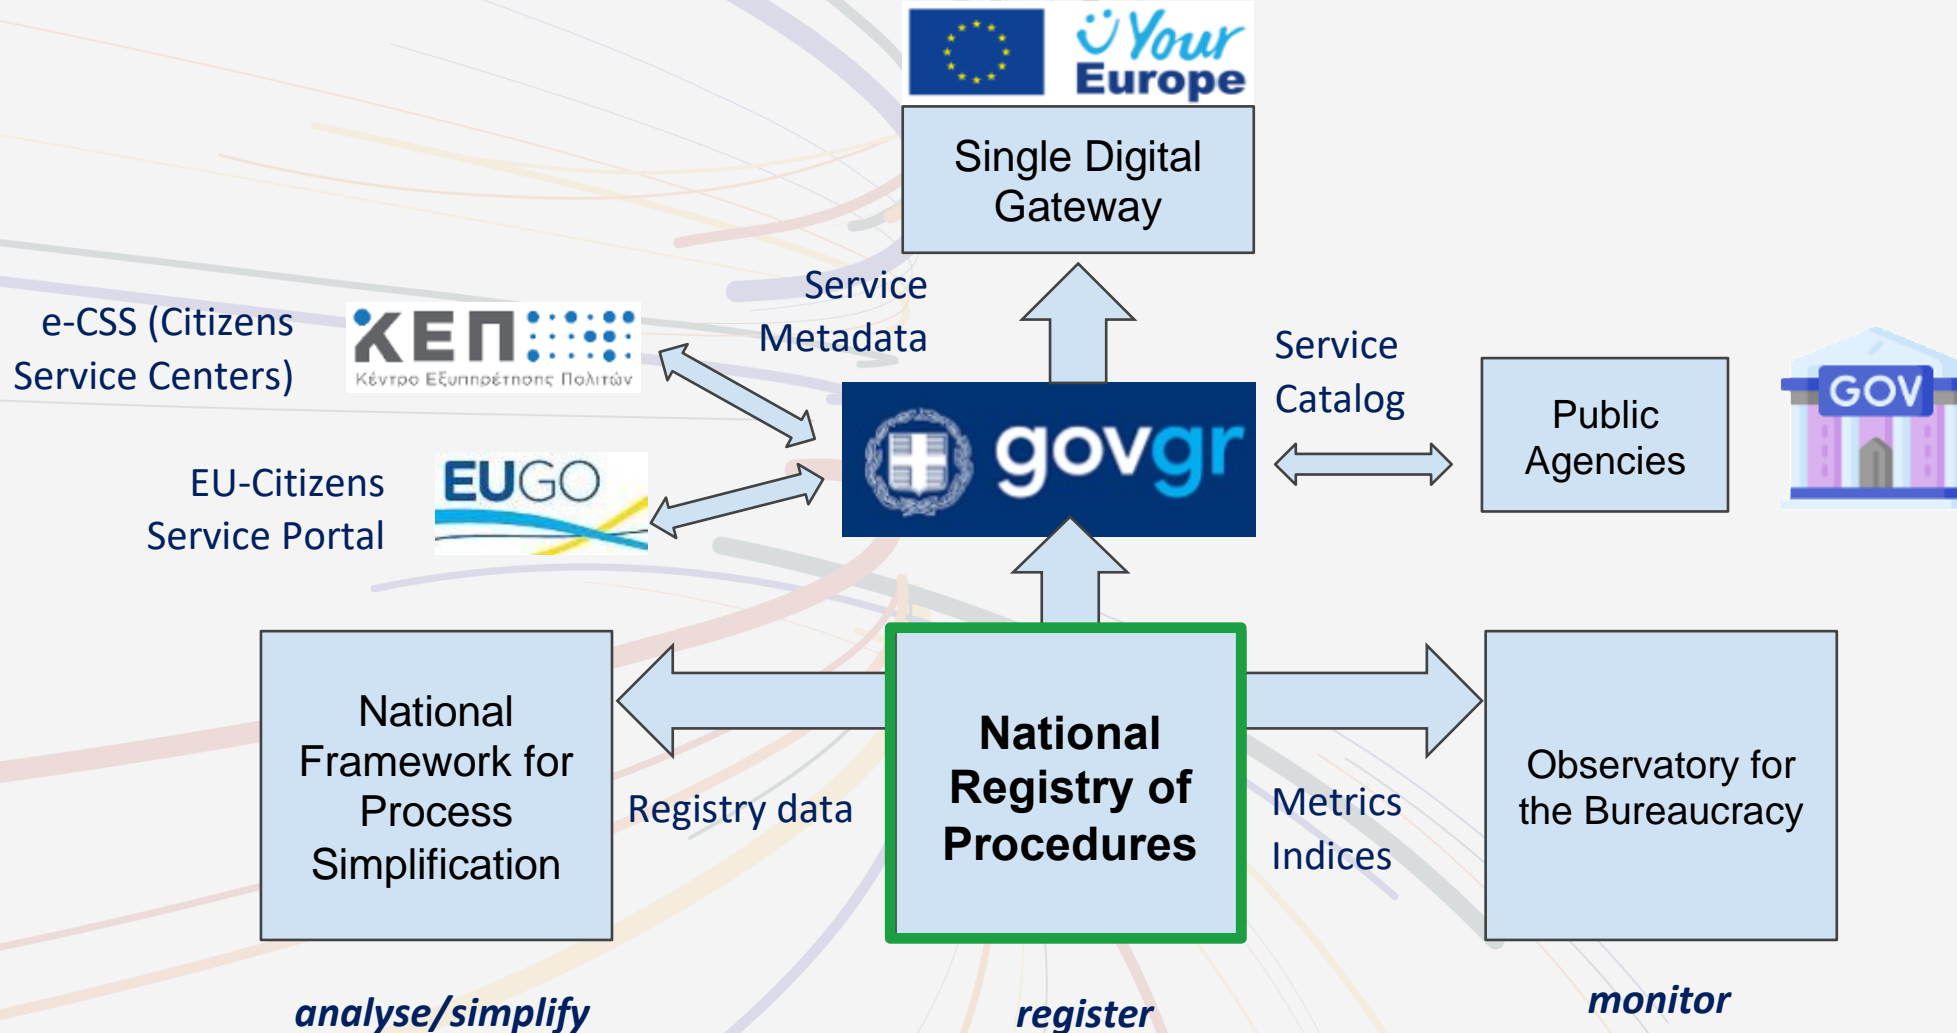 Your
Europe
Single Digital
Gateway
Service
Metadata
e-CSS (Citizens
Service Centers)
ΚΕΠ
Κέντρο Εξυπηρέτησης Πολιτών
govgr
Service
Catalog
Public
Agencies
GOV
EU-Citizens
Service Portal
EUGO
National
Framework for
Process
Simplification
Registry data
National
Registry of
Procedures
Metrics
Indices
Observatory for
the Bureaucracy
analyse/simplify
register
monitor